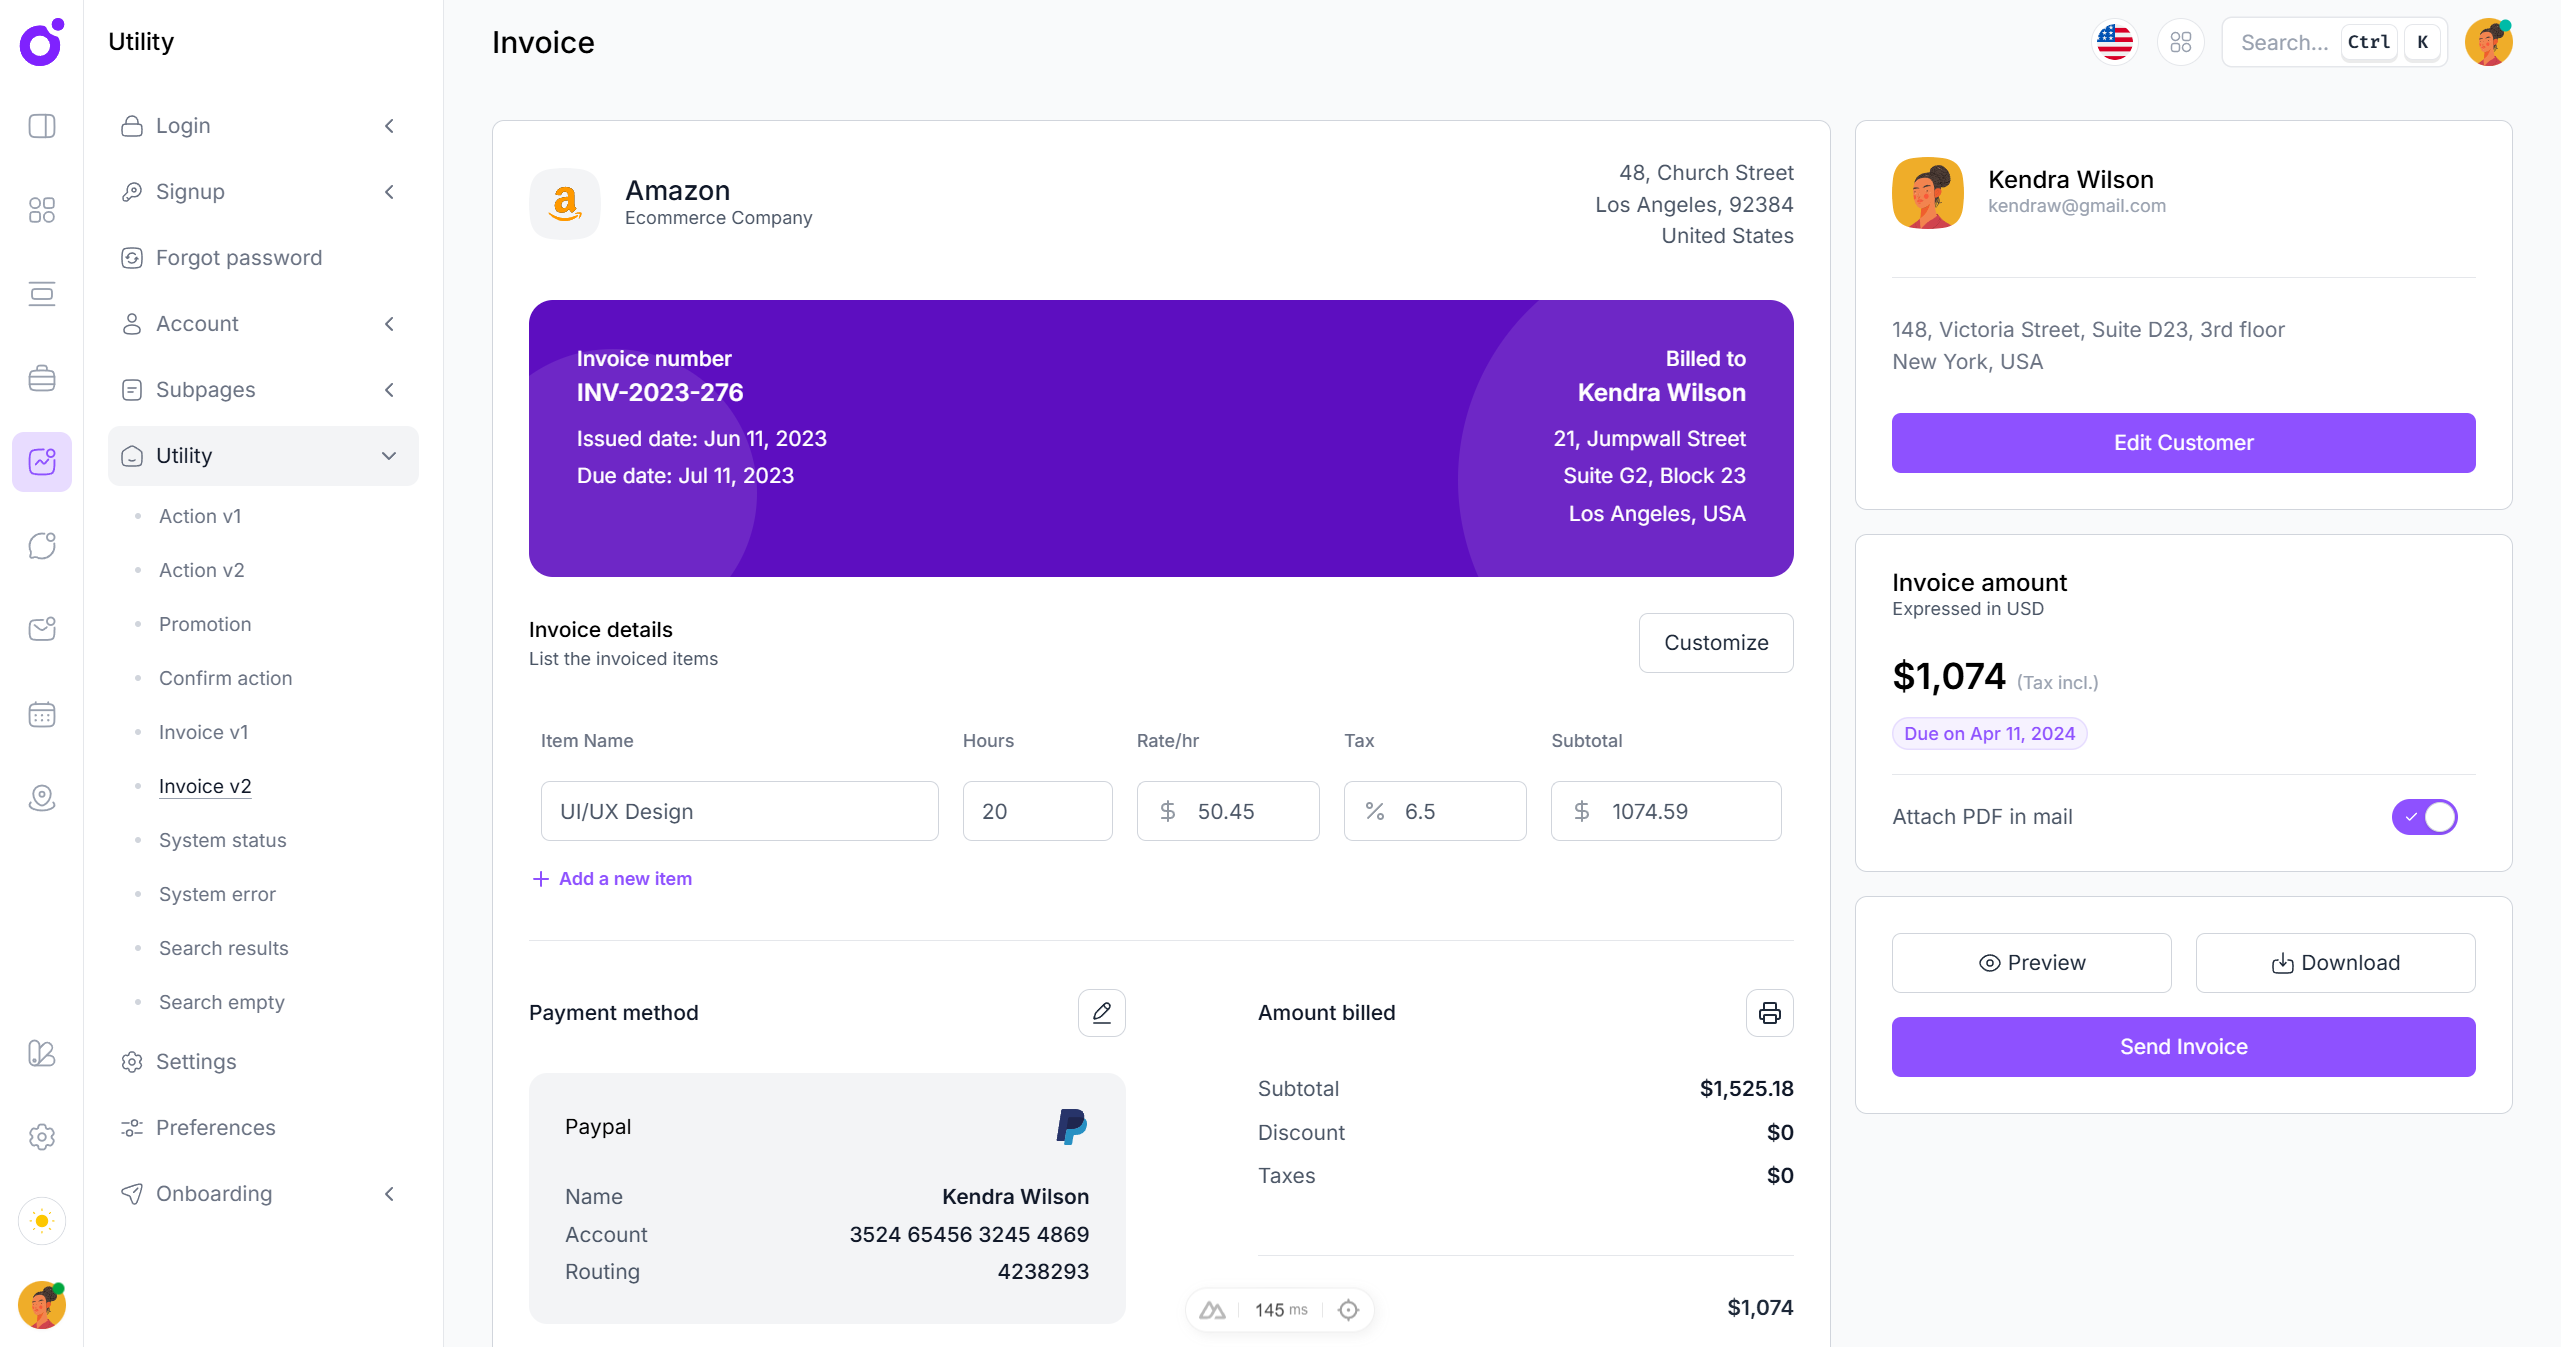 Utility
Login
Signup
Forgot password
Account
Subpages
Utility
Action v1
Action v2
Promotion
Confirm action
Invoice v1
Invoice v2
System status
System error
Search results
Search empty
Settings
Preferences
Onboarding
Invoice
Search... Ctrl K
Amazon
Ecommerce Company
48, Church Street
Los Angeles, 92384
United States
Invoice number
INV-2023-276
Issued date: Jun 11, 2023
Due date: Jul 11, 2023
Billed to
Kendra Wilson
21, Jumpwall Street
Suite G2, Block 23
Los Angeles, USA
Invoice details
List the invoiced items
Customize
Item Name Hours Rate/hr Tax Subtotal
UI/UX Design 20 $ 50.45 % 6.5 $ 1074.59
+ Add a new item
Payment method
Paypal
Name Kendra Wilson
Account 3524 65456 3245 4869
Routing 4238293
Amount billed
Subtotal $1,525.18
Discount $0
Taxes $0
$1,074
145 ms
Kendra Wilson
kendraw@gmail.com
148, Victoria Street, Suite D23, 3rd floor
New York, USA
Edit Customer
Invoice amount
Expressed in USD
$1,074 (Tax incl.)
Due on Apr 11, 2024
Attach PDF in mail
Preview
Download
Send Invoice